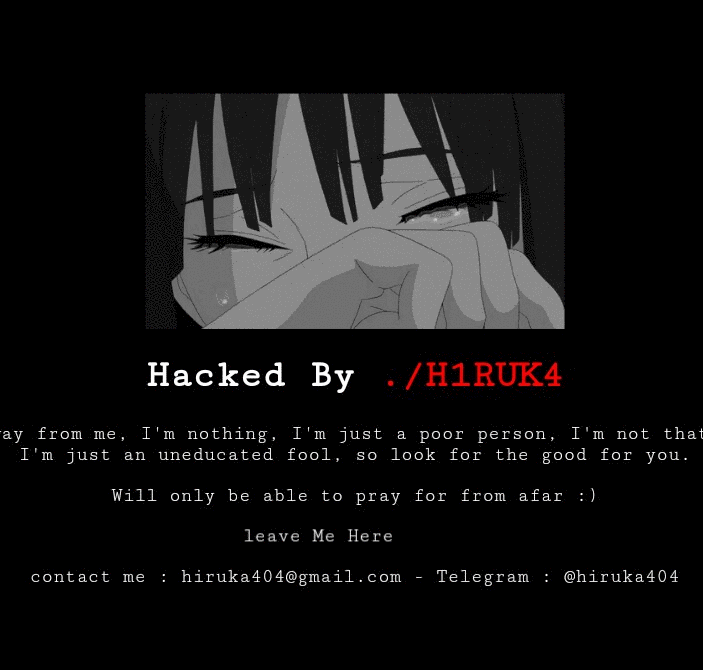 Hacked By ./H1RUK4
from me, I'm nothing, I'm just a poor person, I'm not that
I'm just an uneducated fool, so look for the good for you.
Will only be able to pray for from afar :)
leave Me Here
contact me : hiruka404@gmail.com - Telegram : @hiruka404